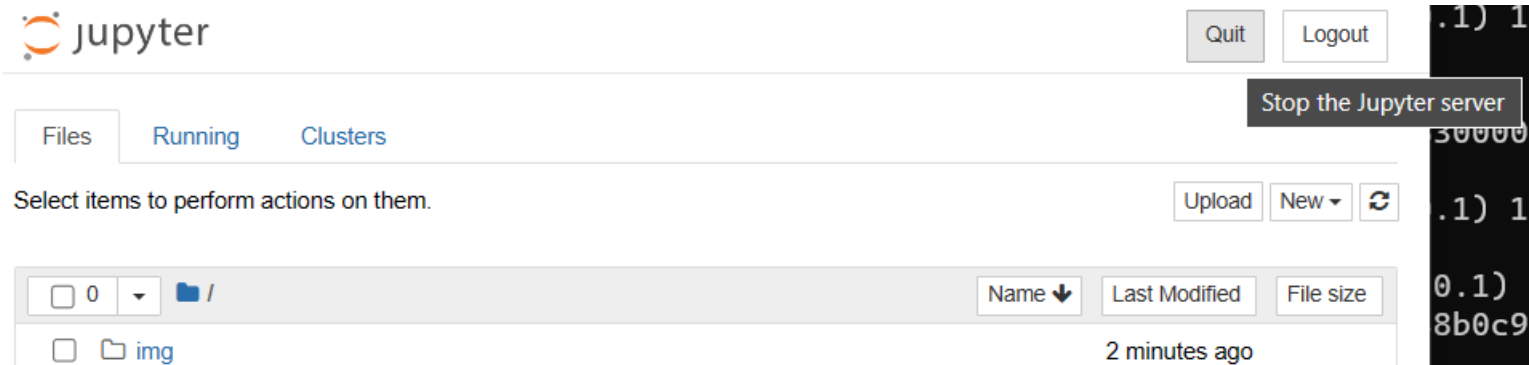 jupyter
Quit Logout
.1) 1
Stop the Jupyter server
Files Running Clusters
30000
Select items to perform actions on them.
Upload New
.1) 1
0 /
Name Last Modified File size
0.1)
8b0c9
img
2 minutes ago